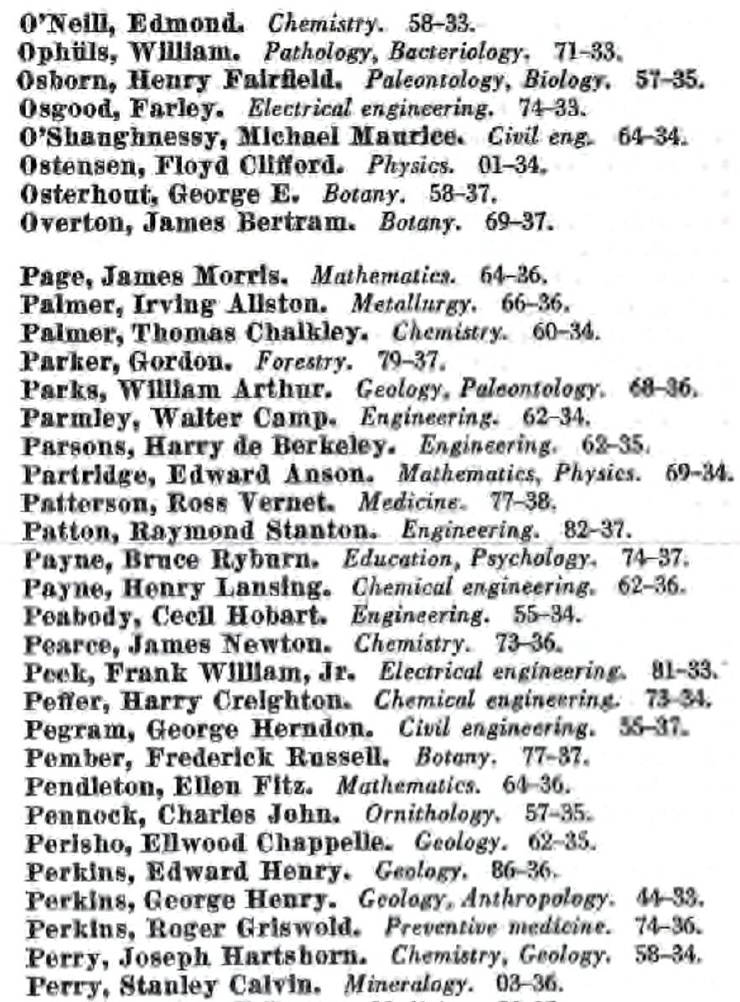 O'Neill, Edmond. Chemistry. 58–33.
Ophüls, William. Pathology, Bacteriology. 71–33.
Osborn, Henry Fairfield. Paleontology, Biology. 57–35.
Osgood, Farley. Electrical engineering. 74–33.
O'Shaughnessy, Michael Maurice. Civil eng. 64–34.
Ostensen, Floyd Clifford. Physics. 01–34.
Osterhout, George E. Botany. 58–37.
Overton, James Bertram. Botany. 69–37.
Page, James Morris. Mathematics. 64–36.
Palmer, Irving Allston. Metallurgy. 66–36.
Palmer, Thomas Chalkley. Chemistry. 60–34.
Parker, Gordon. Forestry. 79–37.
Parks, William Arthur. Geology, Paleontology. 68–36.
Parmley, Walter Camp. Engineering. 62–34.
Parsons, Harry de Berkeley. Engineering. 62–35.
Partridge, Edward Anson. Mathematics, Physics. 69–34.
Patterson, Ross Vernet. Medicine. 77–38.
Patton, Raymond Stanton. Engineering. 82–37.
Payne, Bruce Ryburn. Education, Psychology. 74–37.
Payne, Henry Lansing. Chemical engineering. 62–36.
Peabody, Cecil Hobart. Engineering. 55–34.
Pearce, James Newton. Chemistry. 73–36.
Peek, Frank William, Jr. Electrical engineering. 81–33.
Peffer, Harry Creighton. Chemical engineering. 73–34.
Pegram, George Herndon. Civil engineering. 55–37.
Pember, Frederick Russell. Botany. 77–37.
Pendleton, Ellen Fitz. Mathematics. 64–36.
Pennock, Charles John. Ornithology. 57–35.
Perisho, Ellwood Chappelle. Geology. 62–35.
Perkins, Edward Henry. Geology. 86–36.
Perkins, George Henry. Geology, Anthropology. 44–33.
Perkins, Roger Griswold. Preventive medicine. 74–36.
Perry, Joseph Hartshorn. Chemistry, Geology. 58–34.
Perry, Stanley Calvin. Mineralogy. 03–36.